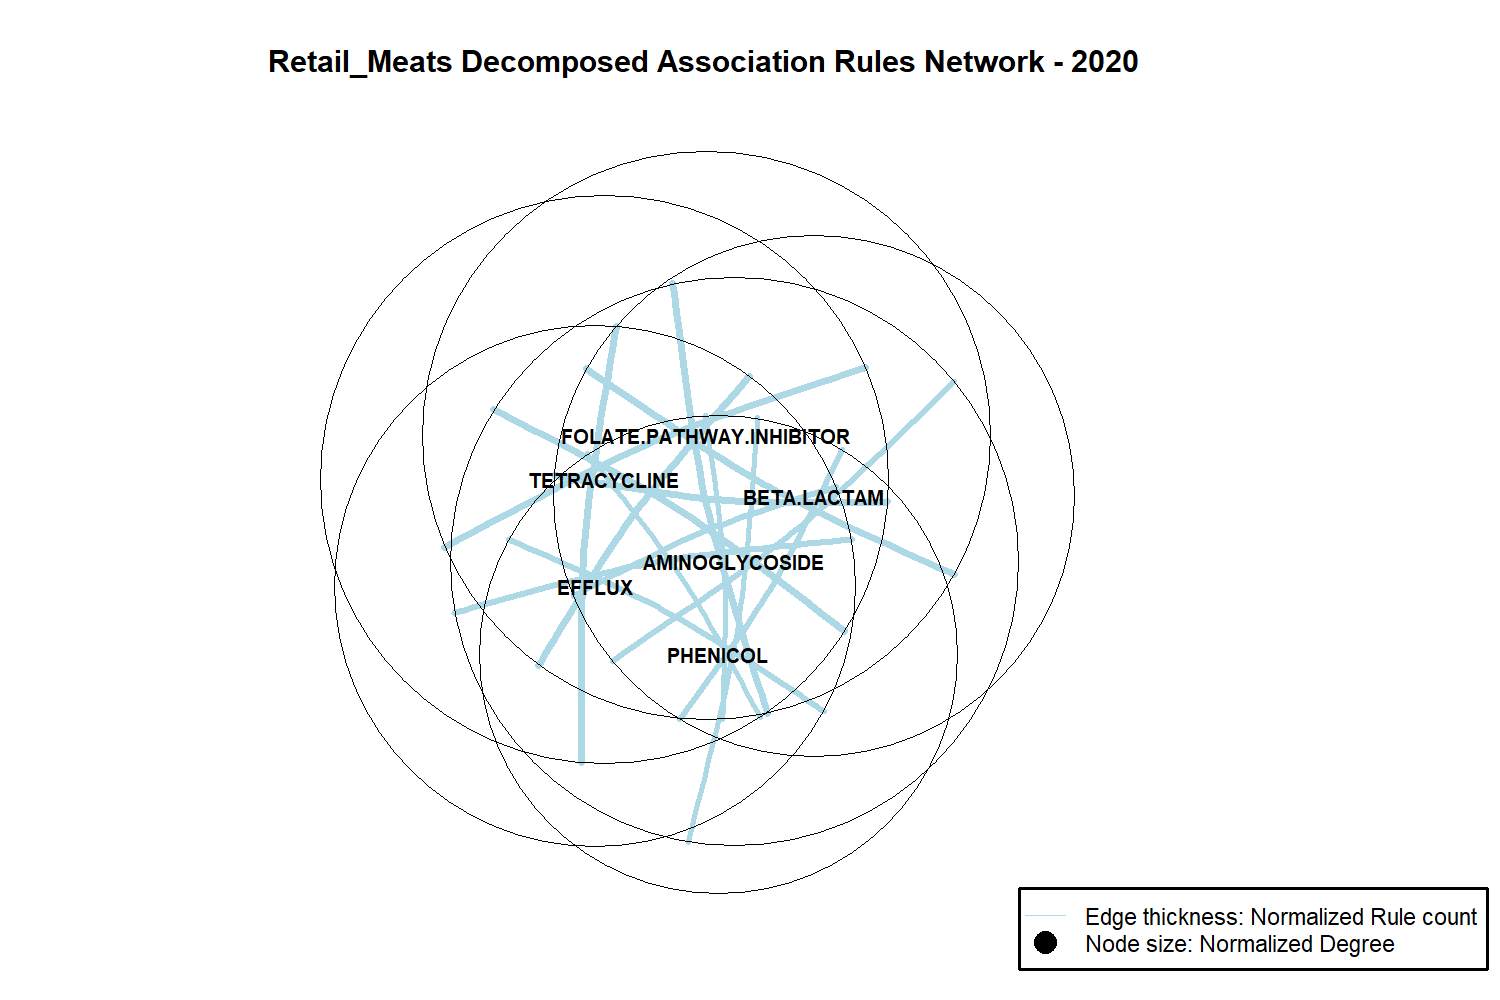 Retail_Meats Decomposed Association Rules Network - 2020
FOLATE.PATHWAY.INHIBITOR
TETRACYCLINE
BETA.LACTAM
AMINOGLYCOSIDE
EFFLUX
PHENICOL
Edge thickness: Normalized Rule count
Node size: Normalized Degree